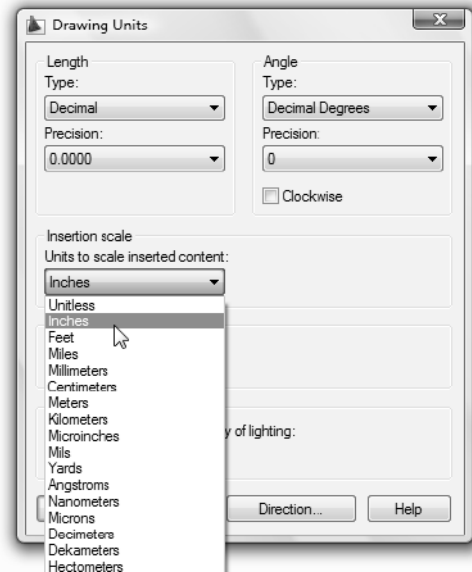 Drawing Units
Length
Type:
Decimal
Precision:
0.0000
Angle
Type:
Decimal Degrees
Precision:
0
Clockwise
Insertion scale
Units to scale inserted content:
Inches
Unitless
Inches
Feet
Miles
Millimeters
Centimeters
Meters
Kilometers
Microinches
Mils
Yards
Angstroms
Nanometers
Microns
Decimeters
Dekameters
Hectometers
y of lighting:
Direction...
Help